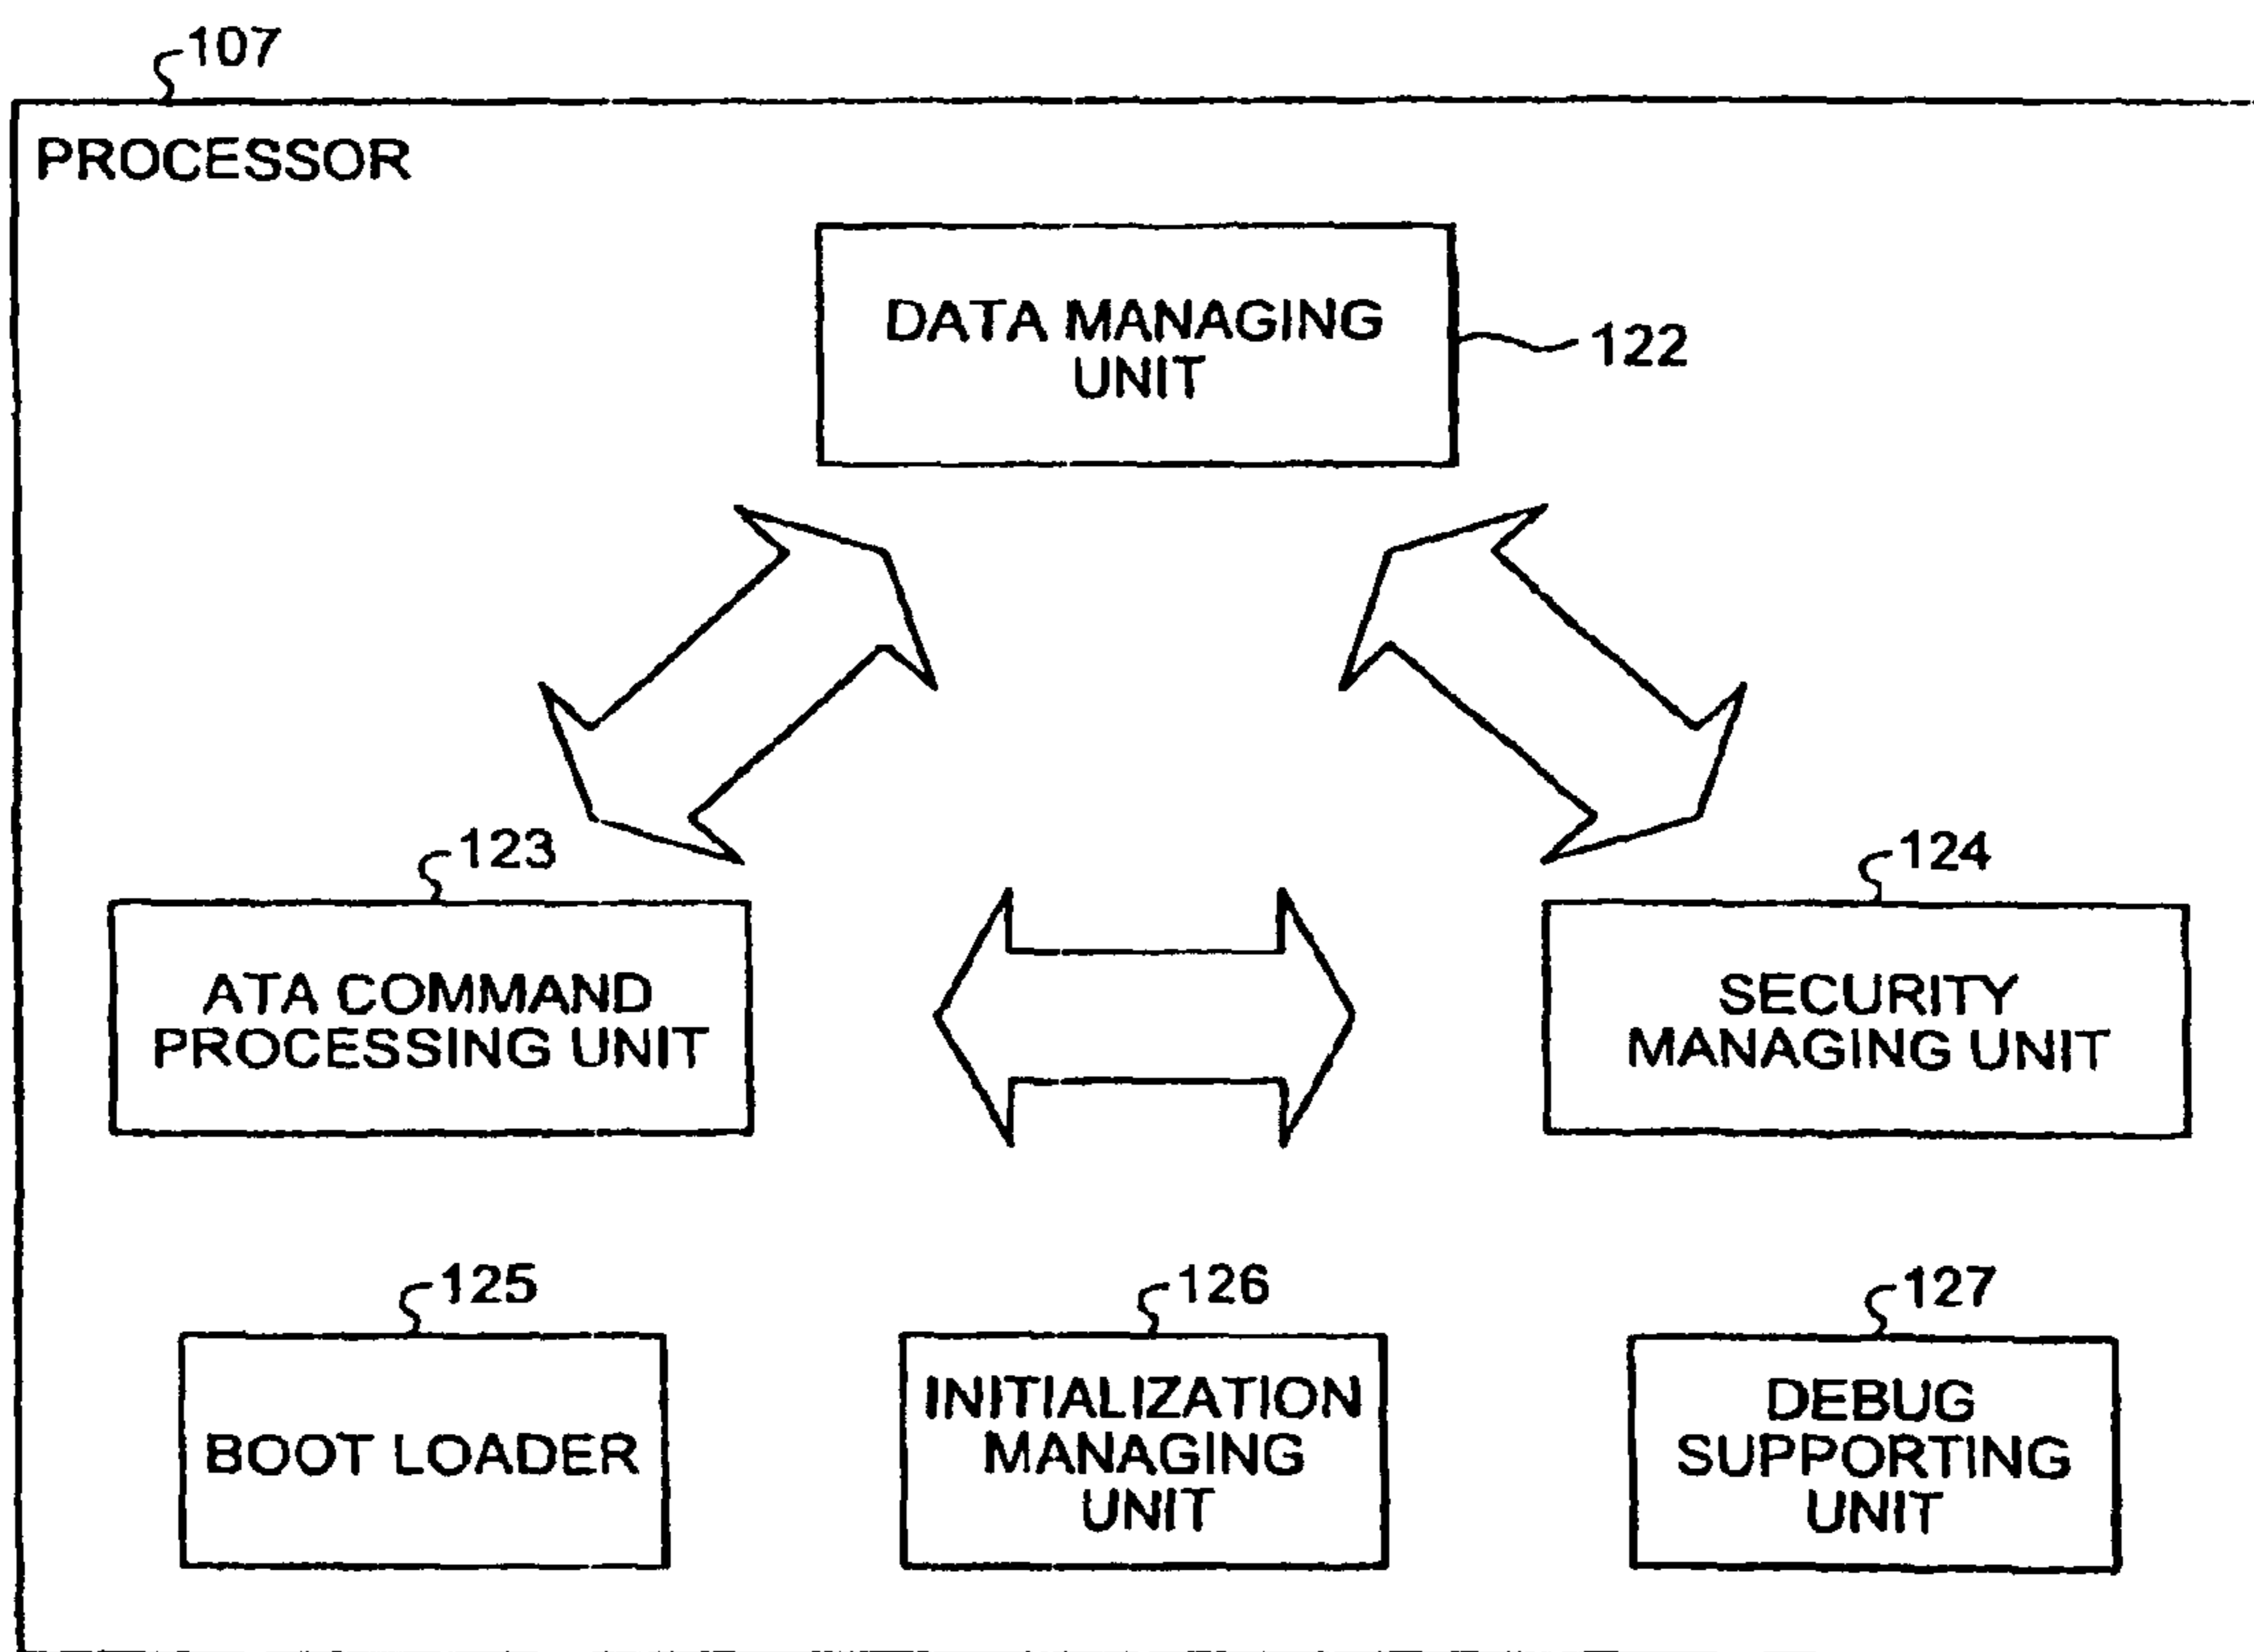 107
PROCESSOR
DATA MANAGING
UNIT
122
123
124
ATA COMMAND
PROCESSING UNIT
SECURITY
MANAGING UNIT
125
126
127
BOOT LOADER
INITIALIZATION
MANAGING
UNIT
DEBUG
SUPPORTING
UNIT